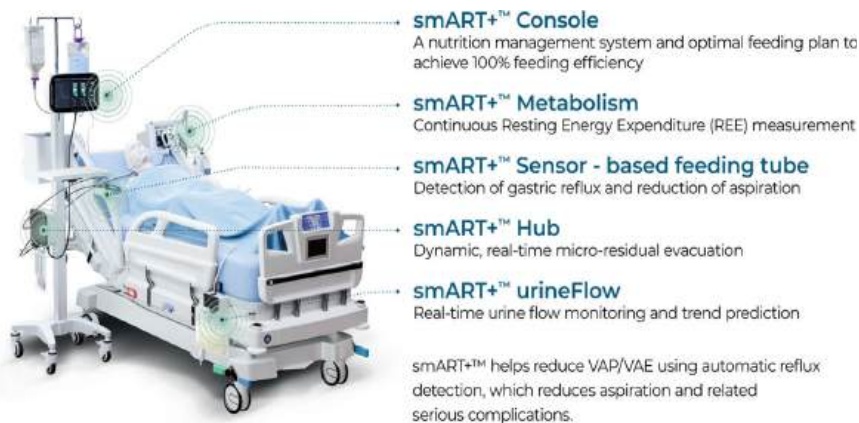 smART+™ Console
A nutrition management system and optimal feeding plan to
achieve 100% feeding efficiency
smART+™ Metabolism
Continuous Resting Energy Expenditure (REE) measurement
smART+™ Sensor - based feeding tube
Detection of gastric reflux and reduction of aspiration
smART+™ Hub
Dynamic, real-time micro-residual evacuation
smART+™ urineFlow
Real-time urine flow monitoring and trend prediction
smART+™ helps reduce VAP/VAE using automatic reflux
detection, which reduces aspiration and related
serious complications.